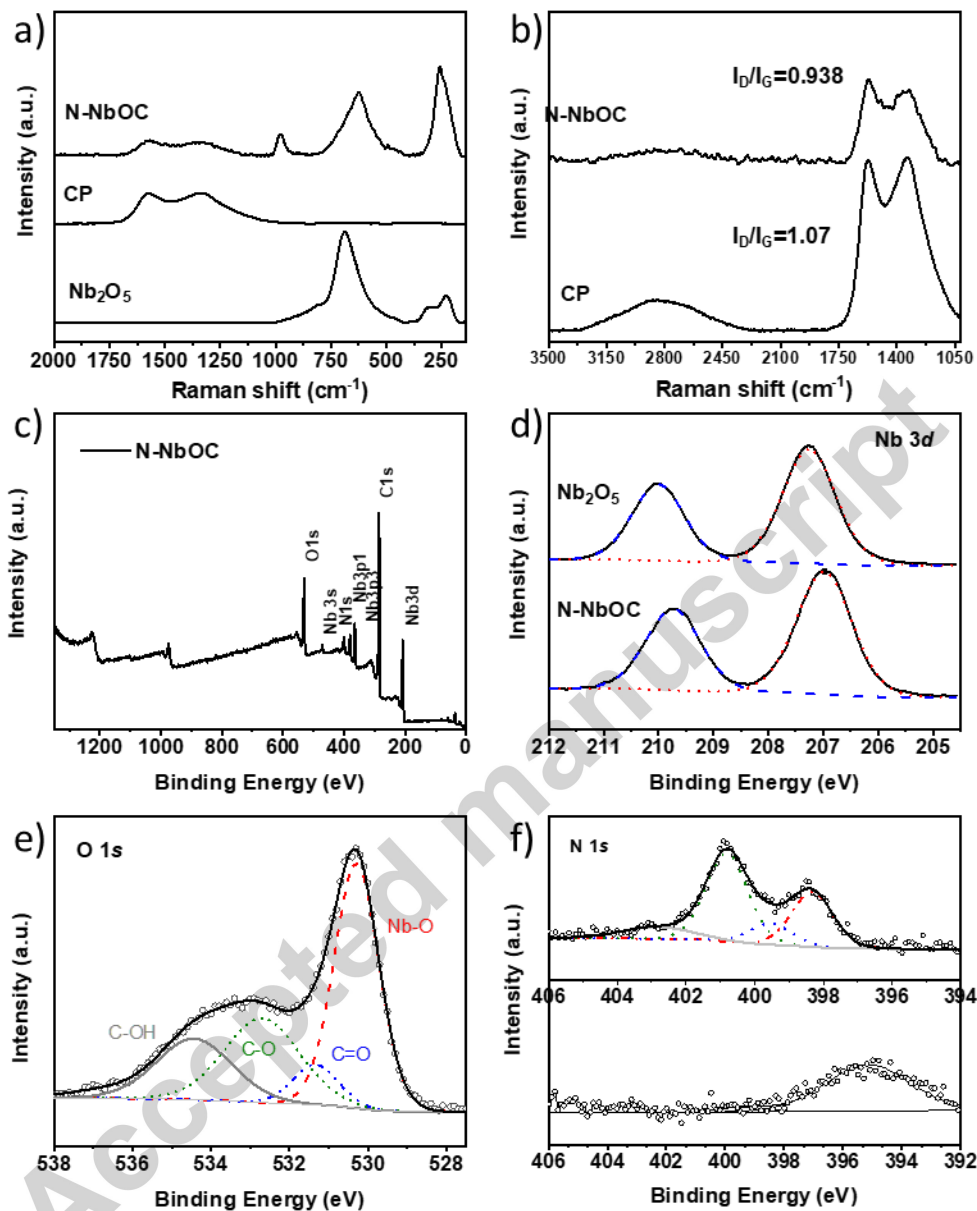 a)
N-NbOC
CP
Nb₂O₅
Intensity (a.u.)
2000 1750 1500 1250 1000 750 500 250
Raman shift (cm⁻¹)
b)
I_D/I_G=0.938
N-NbOC
I_D/I_G=1.07
CP
Intensity (a.u.)
3500 3150 2800 2450 2100 1750 1400 1050
Raman shift (cm⁻¹)
c)
N-NbOC
O1s
Nb 3s
N1s
Nb3p1
Nb3p3
C1s
Nb3d
Intensity (a.u.)
1200 1000 800 600 400 200 0
Binding Energy (eV)
d)
Nb 3d
Nb₂O₅
N-NbOC
Intensity (a.u.)
212 211 210 209 208 207 206 205
Binding Energy (eV)
e)
O 1s
Nb-O
C-OH
C-O
C=O
Intensity (a.u.)
538 536 534 532 530 528
Binding Energy (eV)
f)
N 1s
Intensity (a.u.)
406 404 402 400 398 396 394
406 404 402 400 398 396 394 392
Binding Energy (eV)
Accepted manuscript